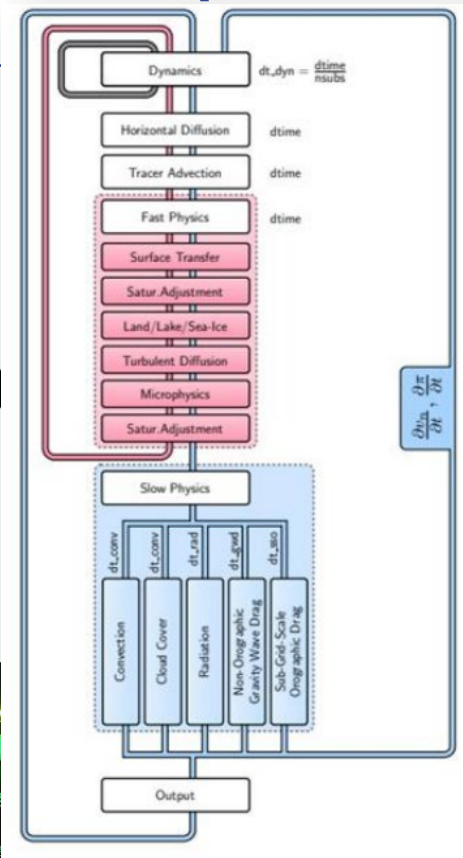 Dynamics
dt_dyn = dtime/nsubs
Horizontal Diffusion
dtime
Tracer Advection
dtime
Fast Physics
dtime
Surface Transfer
Satur.Adjustment
Land/Lake/Sea-Ice
Turbulent Diffusion
Microphysics
Satur.Adjustment
∂vn/∂t , ∂π/∂t
Slow Physics
dt_conv
dt_conv
dt_rad
dt_gwd
dt_sso
Convection
Cloud Cover
Radiation
Non-Orographic
Gravity Wave Drag
Sub-Grid-Scale
Orographic Drag
Output